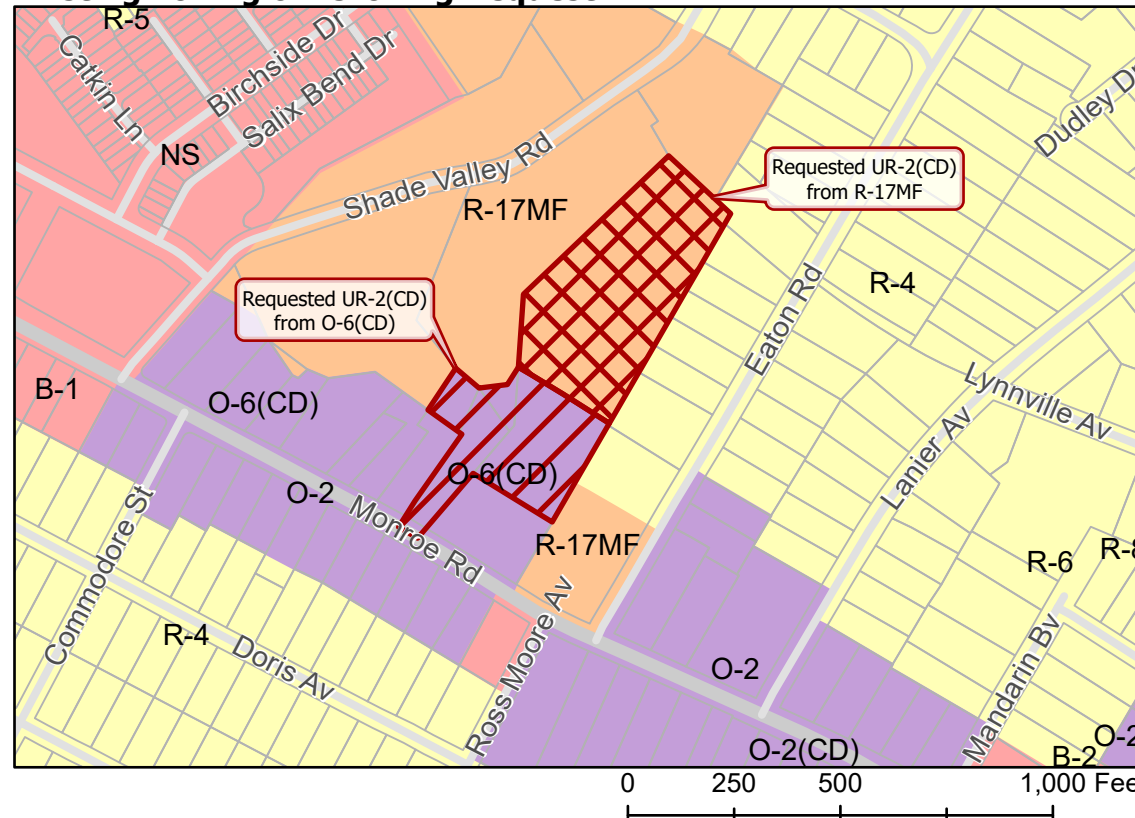 R-5
Catkin Ln
Birchside Dr
Salix Bend Dr
NS
Shade Valley Rd
R-17MF
Requested UR-2(CD)
from R-17MF
Dudley Dr
R-4
Eaton Rd
Requested UR-2(CD)
from O-6(CD)
B-1
O-6(CD)
O-6(CD)
O-2
Monroe Rd
Lynnville Av
Lanier Av
Commodore St
R-17MF
R-6
R-4
Doris Av
Ross Moore Av
O-2
Mandarin Bv
O-2(CD)
B-2
O-2
0 250 500 1,000 Fee